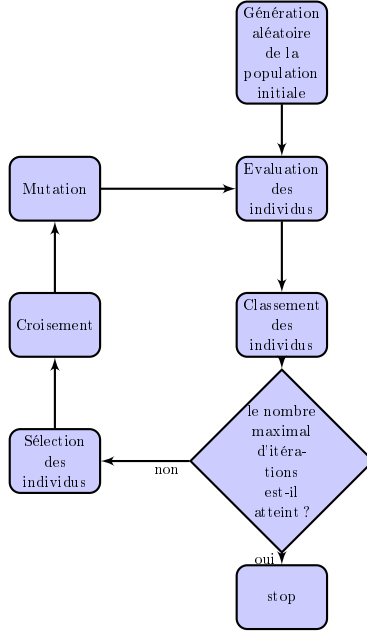 Génération
aléatoire
de la
population
initiale
Mutation
Evaluation
des
individus
Croisement
Classement
des
individus
Sélection
des
individus
non
le nombre
maximal
d'itéra-
tions
est-il
atteint ?
oui
stop